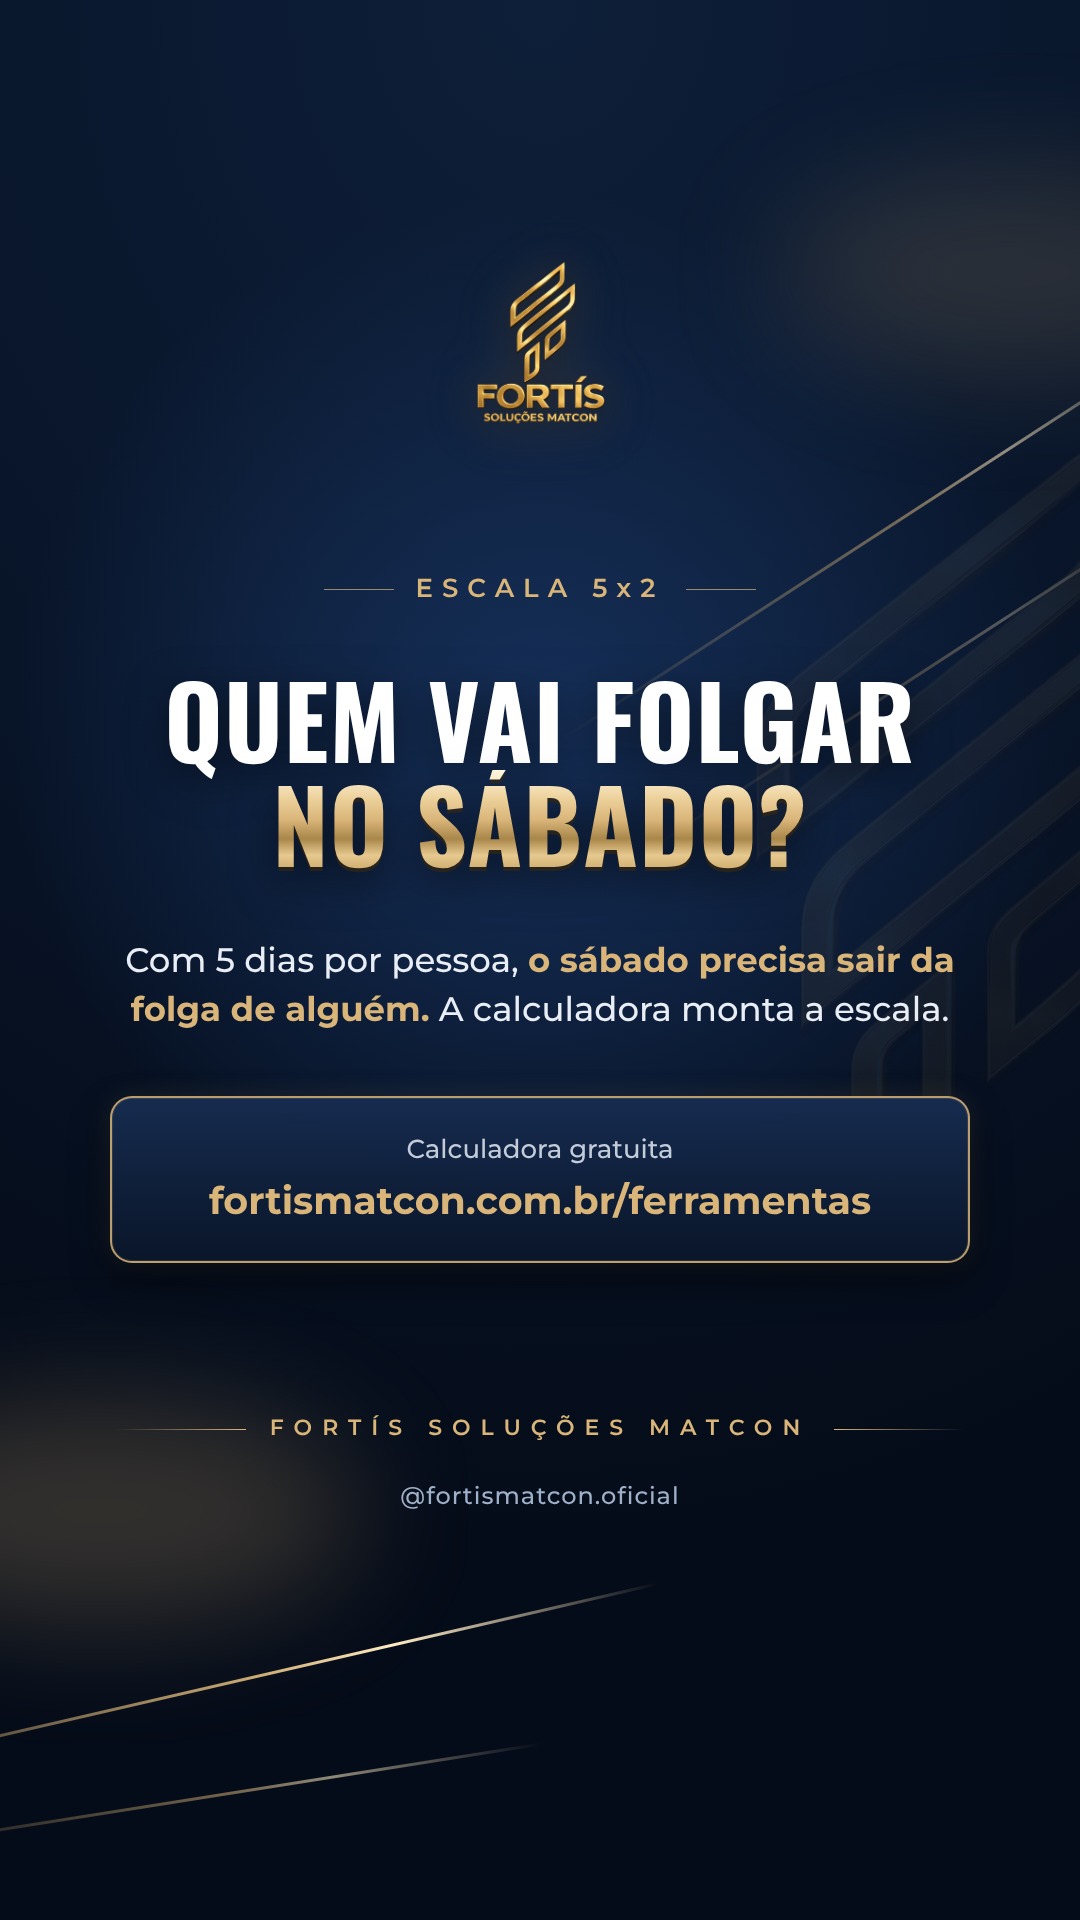 FORTÍS
SOLUÇÕES MATCON
ESCALA 5x2
QUEM VAI FOLGAR
NO SÁBADO?
Com 5 dias por pessoa, o sábado precisa sair da
folga de alguém. A calculadora monta a escala.
Calculadora gratuita
fortismatcon.com.br/ferramentas
FORTÍS SOLUÇÕES MATCON
@fortismatcon.oficial